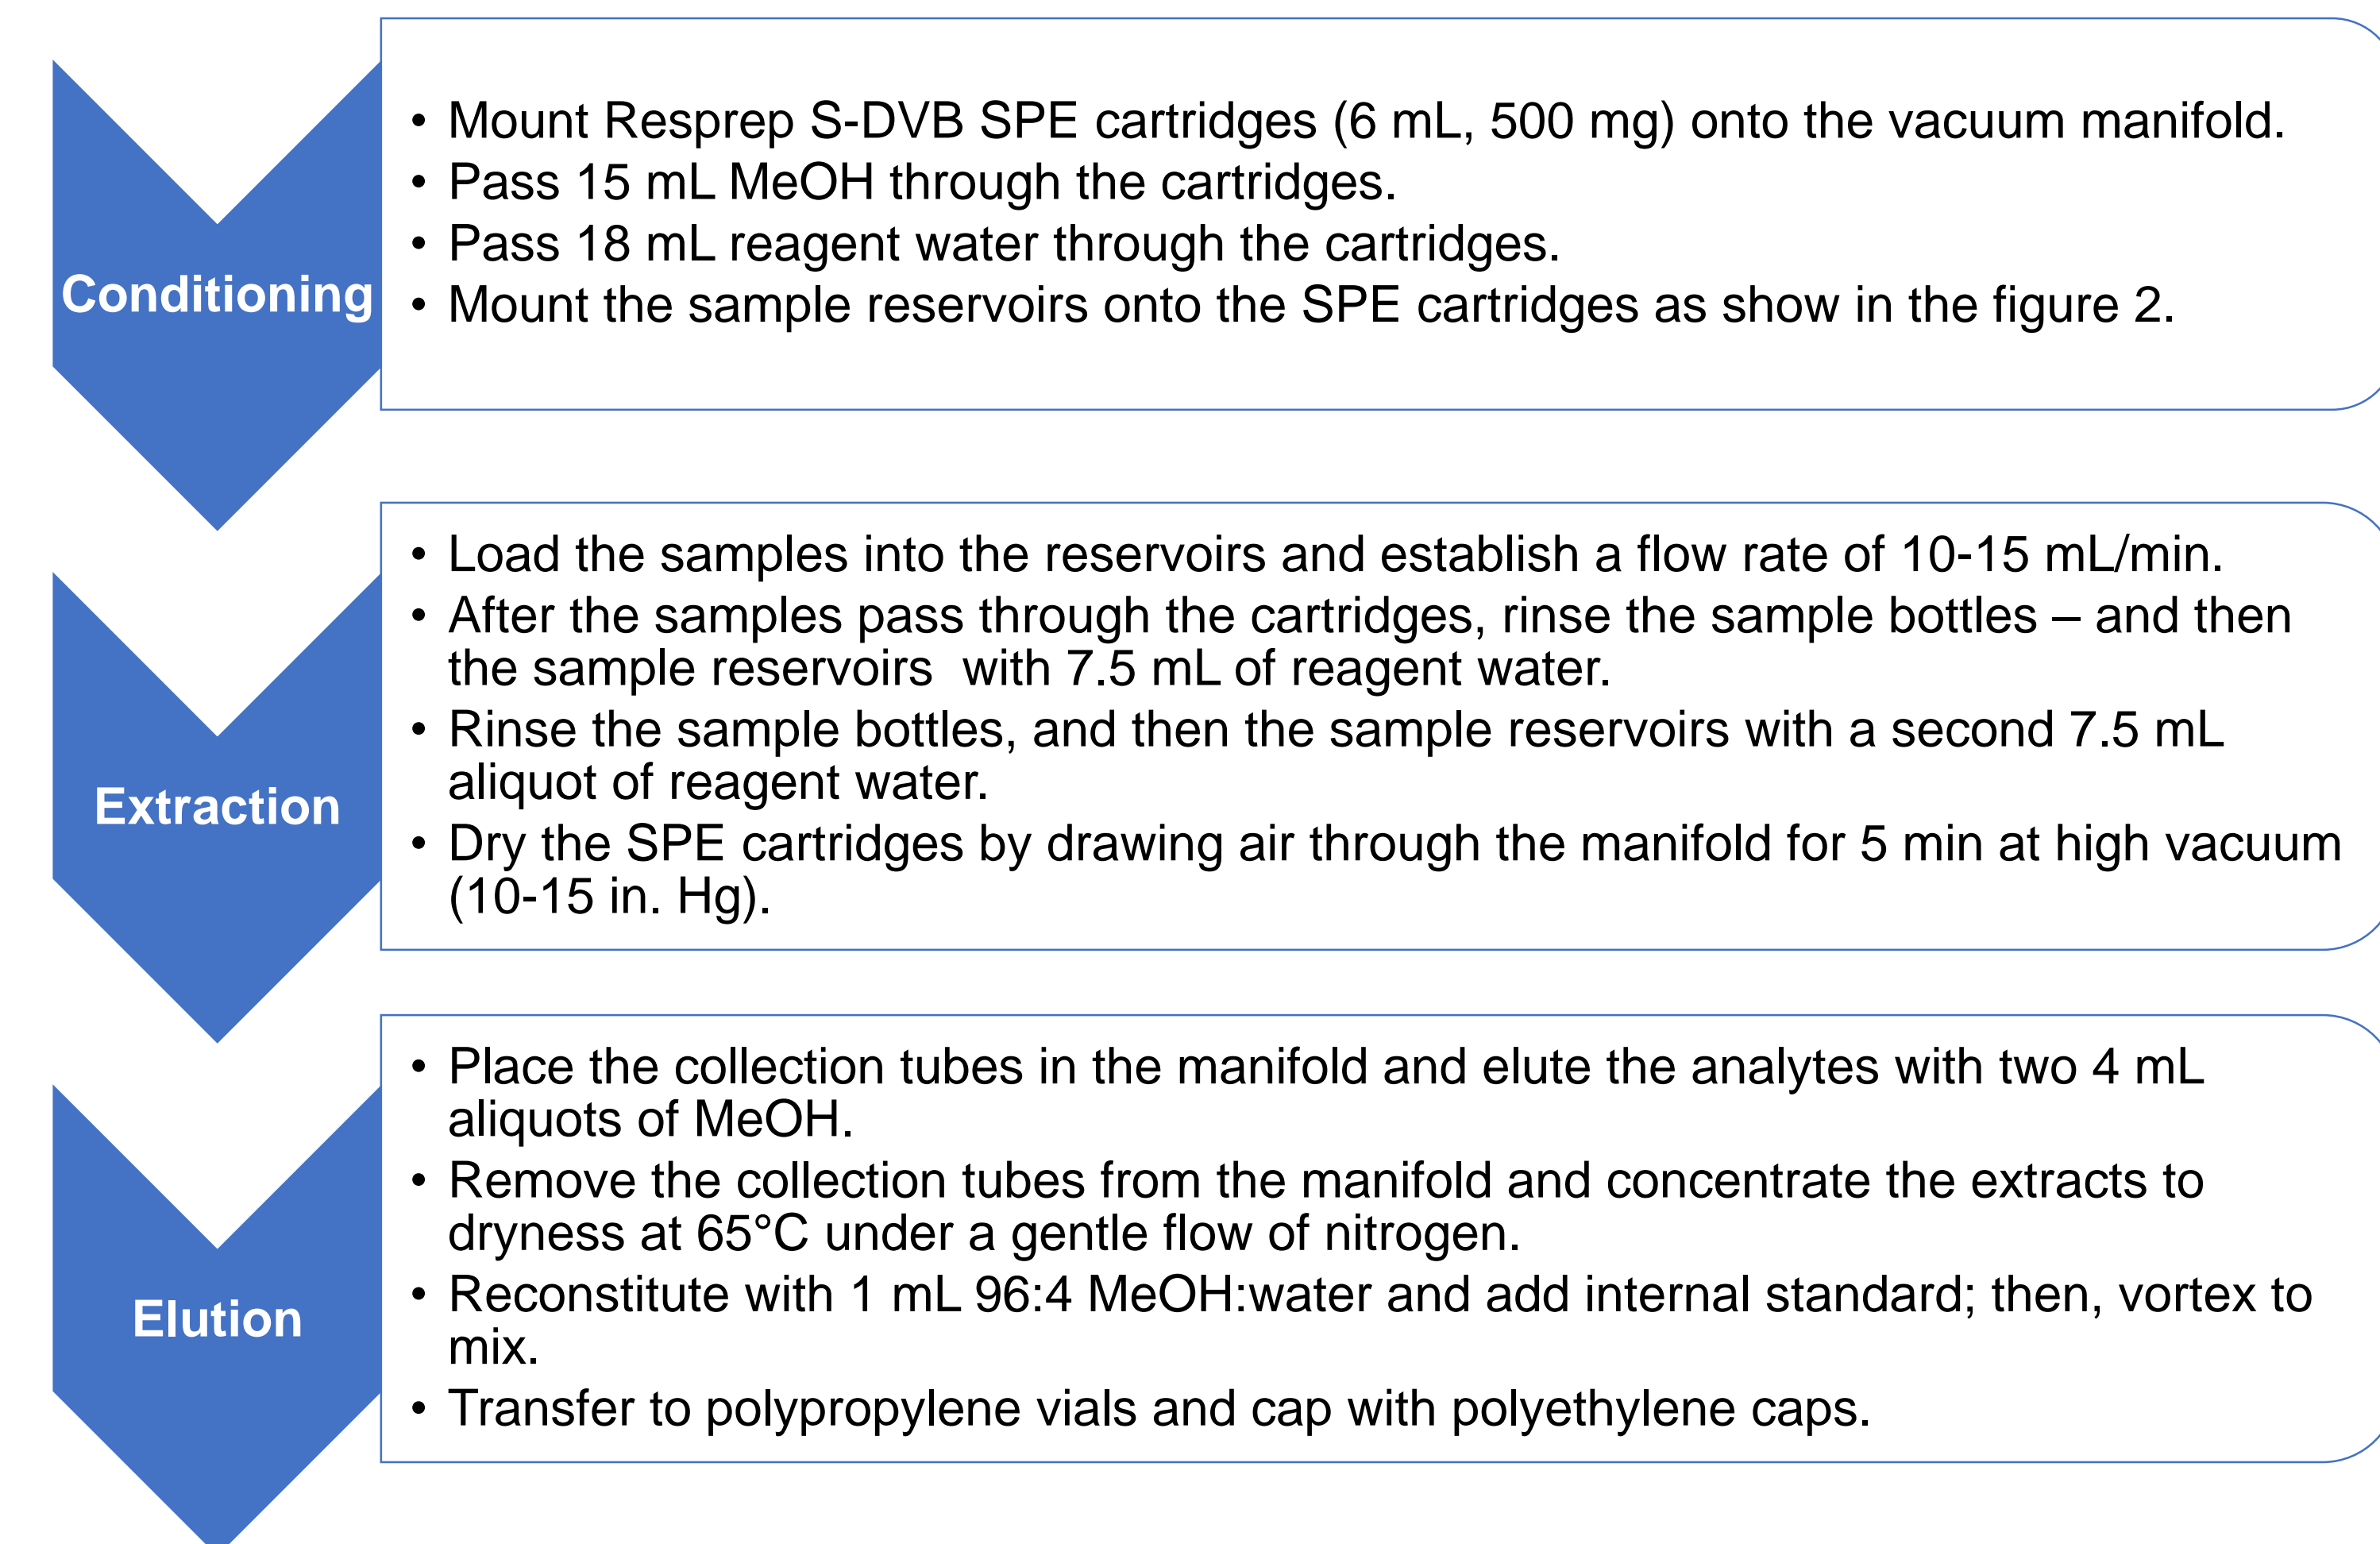 Conditioning
• Mount Resprep S-DVB SPE cartridges (6 mL, 500 mg) onto the vacuum manifold.
• Pass 15 mL MeOH through the cartridges.
• Pass 18 mL reagent water through the cartridges.
• Mount the sample reservoirs onto the SPE cartridges as show in the figure 2.
Extraction
• Load the samples into the reservoirs and establish a flow rate of 10-15 mL/min.
• After the samples pass through the cartridges, rinse the sample bottles – and then
the sample reservoirs  with 7.5 mL of reagent water.
• Rinse the sample bottles, and then the sample reservoirs with a second 7.5 mL
aliquot of reagent water.
• Dry the SPE cartridges by drawing air through the manifold for 5 min at high vacuum
(10-15 in. Hg).
Elution
• Place the collection tubes in the manifold and elute the analytes with two 4 mL
aliquots of MeOH.
• Remove the collection tubes from the manifold and concentrate the extracts to
dryness at 65°C under a gentle flow of nitrogen.
• Reconstitute with 1 mL 96:4 MeOH:water and add internal standard; then, vortex to
mix.
• Transfer to polypropylene vials and cap with polyethylene caps.